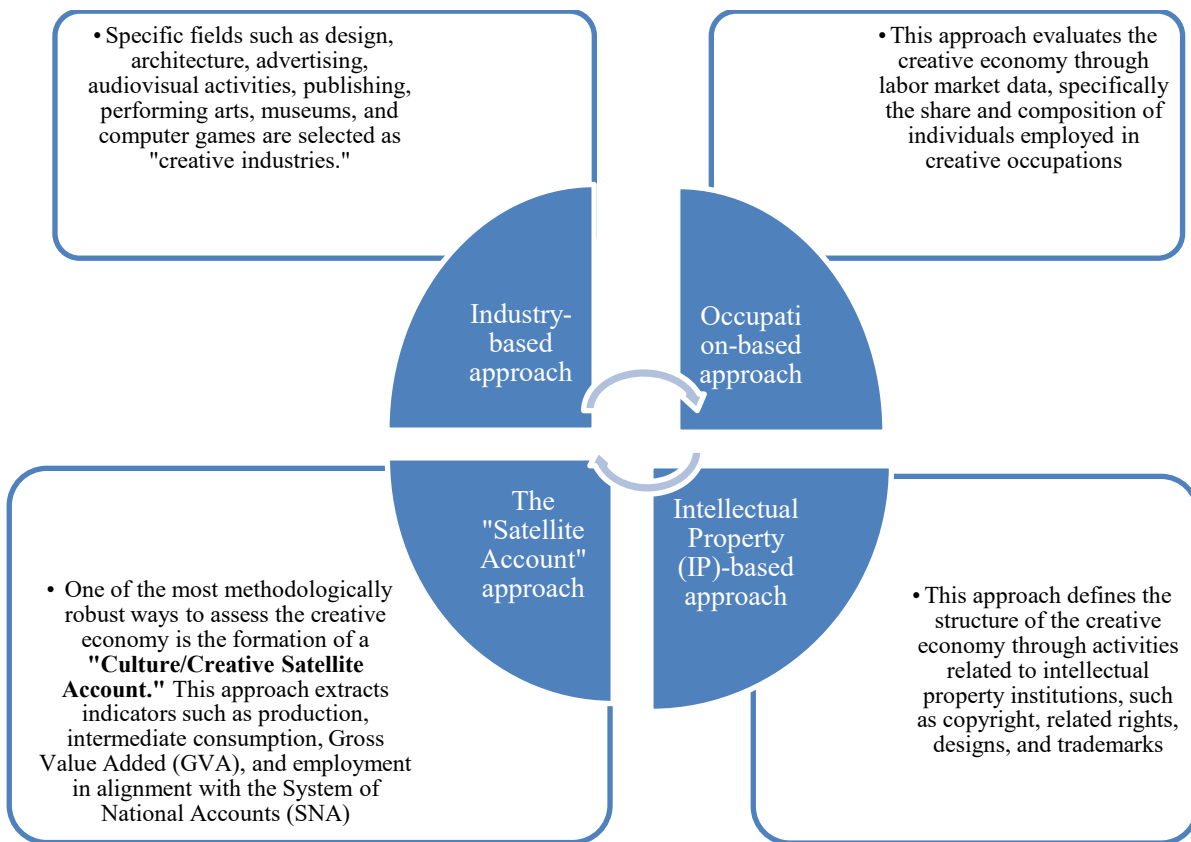 • Specific fields such as design,
architecture, advertising,
audiovisual activities, publishing,
performing arts, museums, and
computer games are selected as
"creative industries."
• This approach evaluates the
creative economy through
labor market data, specifically
the share and composition of
individuals employed in
creative occupations
Industry-
based
approach
Occupati
on-based
approach
The
"Satellite
Account"
approach
Intellectual
Property
(IP)-based
approach
• One of the most methodologically
robust ways to assess the creative
economy is the formation of a
"Culture/Creative Satellite
Account." This approach extracts
indicators such as production,
intermediate consumption, Gross
Value Added (GVA), and employment
in alignment with the System of
National Accounts (SNA)
• This approach defines the
structure of the creative
economy through activities
related to intellectual
property institutions, such
as copyright, related rights,
designs, and trademarks